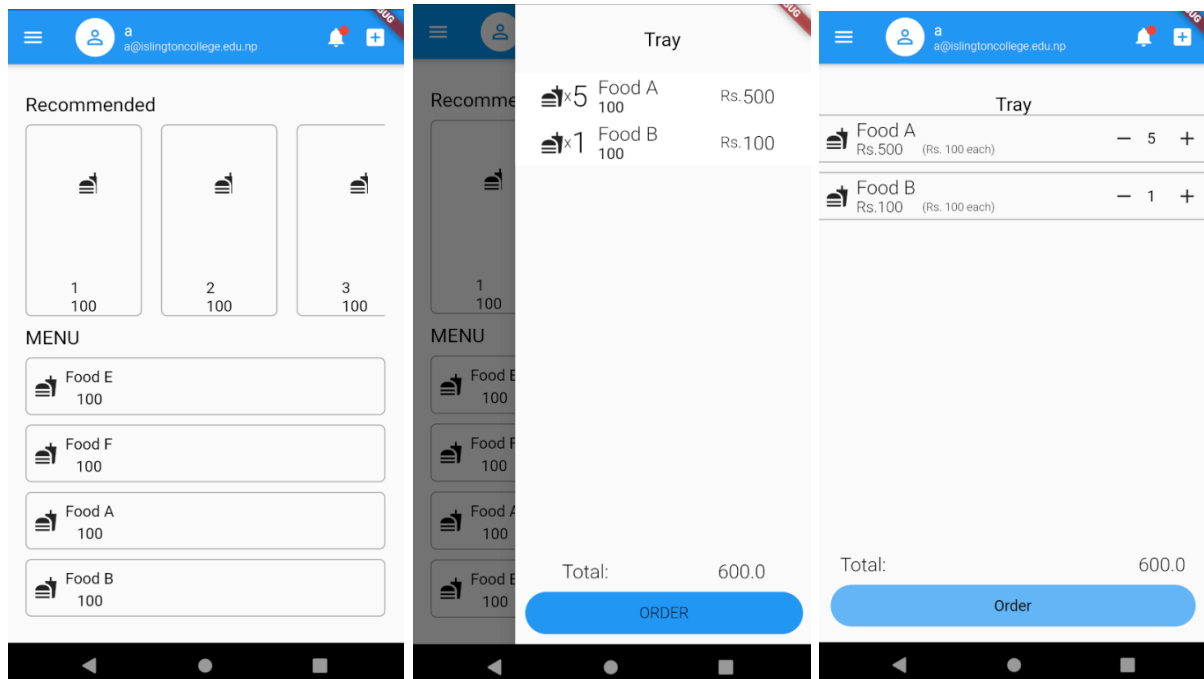 UG
a
a@islingtoncollege.edu.np
Recommended
1
100
2
100
3
100
MENU
Food E
100
Food F
100
Food A
100
Food B
100
UG
Tray
Recomme
x5 Food A Rs.500
100
x1 Food B Rs.100
100
1
100
MENU
Food E
100
Food F
100
Food A
100
Food B
100
Total: 600.0
ORDER
UG
a
a@islingtoncollege.edu.np
Tray
Food A
Rs.500 (Rs. 100 each)
5
Food B
Rs.100 (Rs. 100 each)
1
Total: 600.0
Order